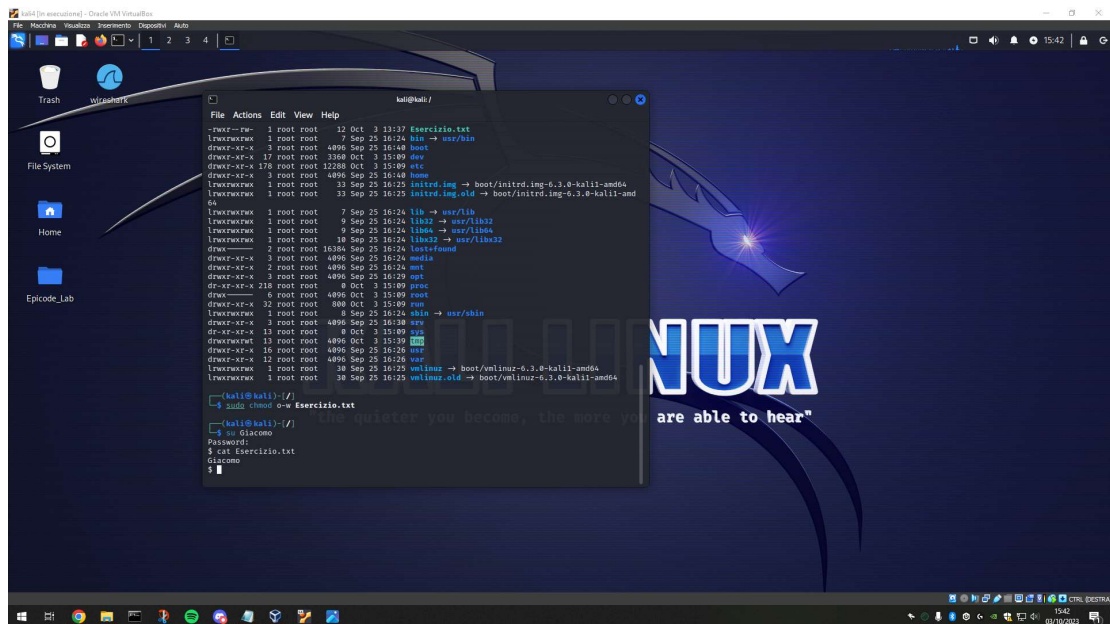 kali4 [In esecuzione] - Oracle VM VirtualBox
File Macchina Visualizza Inserimento Dispositivi Aiuto
1 2 3 4
15:42
Trash
wireshark
File System
Home
Epicode_Lab
kali@kali: /
File Actions Edit View Help
-rwxr--rw- 1 root root 12 Oct 3 13:37 Esercizio.txt
lrwxrwxrwx 1 root root 7 Sep 25 16:24 bin → usr/bin
drwxr-xr-x 3 root root 4096 Sep 25 16:40 boot
drwxr-xr-x 17 root root 3360 Oct 3 15:09 dev
drwxr-xr-x 178 root root 12288 Oct 3 15:09 etc
drwxr-xr-x 3 root root 4096 Sep 25 16:40 home
lrwxrwxrwx 1 root root 33 Sep 25 16:25 initrd.img → boot/initrd.img-6.3.0-kali1-amd64
lrwxrwxrwx 1 root root 33 Sep 25 16:25 initrd.img.old → boot/initrd.img-6.3.0-kali1-amd
64
lrwxrwxrwx 1 root root 7 Sep 25 16:24 lib → usr/lib
lrwxrwxrwx 1 root root 9 Sep 25 16:24 lib32 → usr/lib32
lrwxrwxrwx 1 root root 9 Sep 25 16:24 lib64 → usr/lib64
lrwxrwxrwx 1 root root 10 Sep 25 16:24 libx32 → usr/libx32
drwx------ 2 root root 16384 Sep 25 16:24 lost+found
drwxr-xr-x 3 root root 4096 Sep 25 16:24 media
drwxr-xr-x 2 root root 4096 Sep 25 16:24 mnt
drwxr-xr-x 3 root root 4096 Sep 25 16:29 opt
dr-xr-xr-x 218 root root 0 Oct 3 15:09 proc
drwx------ 6 root root 4096 Oct 3 15:09 root
drwxr-xr-x 32 root root 800 Oct 3 15:09 run
lrwxrwxrwx 1 root root 8 Sep 25 16:24 sbin → usr/sbin
drwxr-xr-x 3 root root 4096 Sep 25 16:30 srv
dr-xr-xr-x 13 root root 0 Oct 3 15:09 sys
drwxrwxrwt 13 root root 4096 Oct 3 15:39 tmp
drwxr-xr-x 16 root root 4096 Sep 25 16:26 usr
drwxr-xr-x 12 root root 4096 Sep 25 16:26 var
lrwxrwxrwx 1 root root 30 Sep 25 16:25 vmlinuz → boot/vmlinuz-6.3.0-kali1-amd64
lrwxrwxrwx 1 root root 30 Sep 25 16:25 vmlinuz.old → boot/vmlinuz-6.3.0-kali1-amd64
(kali㉿kali)-[/]
$ sudo chmod o-w Esercizio.txt
(kali㉿kali)-[/]
$ su Giacomo
Password:
$ cat Esercizio.txt
Giacomo
$
KALI LINUX
"the quieter you become, the more you are able to hear"
CTRL (DESTRA
15:42
03/10/2023